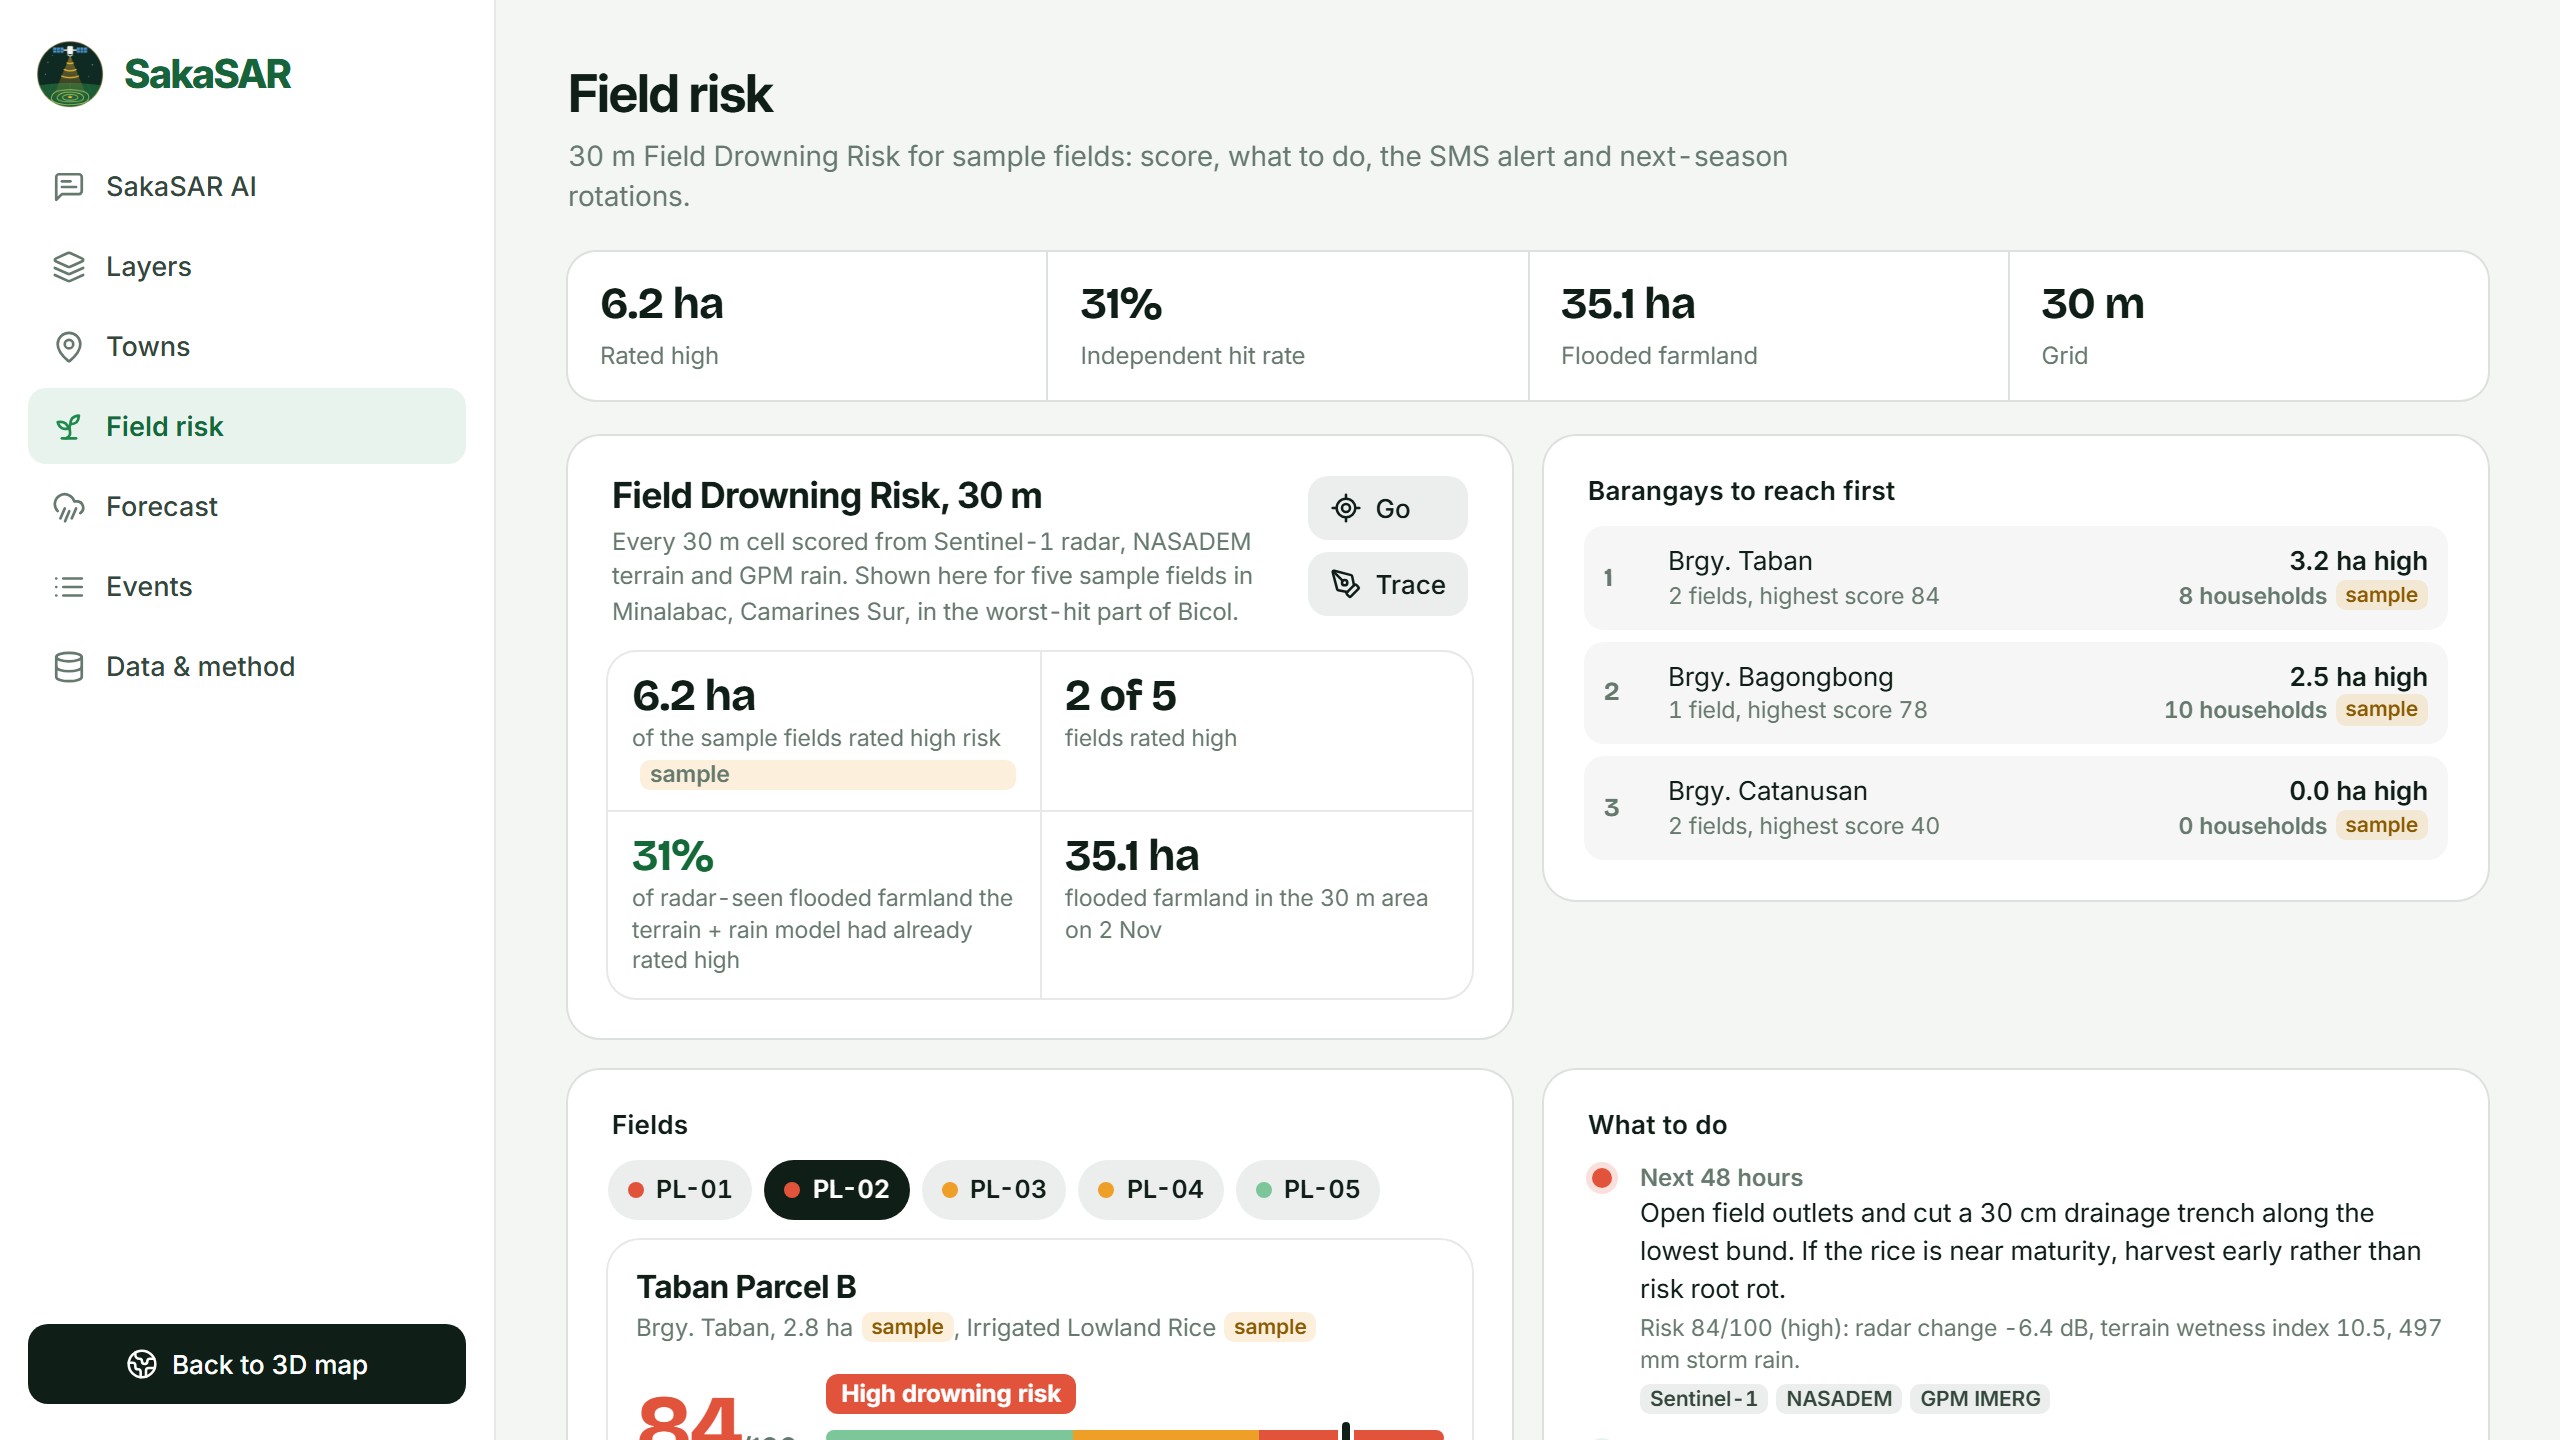 SakaSAR
SakaSAR AI
Layers
Towns
Field risk
Forecast
Events
Data & method
Back to 3D map
Field risk
30 m Field Drowning Risk for sample fields: score, what to do, the SMS alert and next-season
rotations.
6.2 ha
Rated high
31%
Independent hit rate
35.1 ha
Flooded farmland
30 m
Grid
Field Drowning Risk, 30 m
Every 30 m cell scored from Sentinel-1 radar, NASADEM
terrain and GPM rain. Shown here for five sample fields in
Minalabac, Camarines Sur, in the worst-hit part of Bicol.
Go
Trace
6.2 ha
of the sample fields rated high risk
sample
2 of 5
fields rated high
31%
of radar-seen flooded farmland the
terrain + rain model had already
rated high
35.1 ha
flooded farmland in the 30 m area
on 2 Nov
Barangays to reach first
1
Brgy. Taban
2 fields, highest score 84
3.2 ha high
8 households sample
2
Brgy. Bagongbong
1 field, highest score 78
2.5 ha high
10 households sample
3
Brgy. Catanusan
2 fields, highest score 40
0.0 ha high
0 households sample
Fields
PL-01 PL-02 PL-03 PL-04 PL-05
Taban Parcel B
Brgy. Taban, 2.8 ha sample , Irrigated Lowland Rice sample
84
High drowning risk
What to do
Next 48 hours
Open field outlets and cut a 30 cm drainage trench along the
lowest bund. If the rice is near maturity, harvest early rather than
risk root rot.
Risk 84/100 (high): radar change -6.4 dB, terrain wetness index 10.5, 497
mm storm rain.
Sentinel-1 NASADEM GPM IMERG